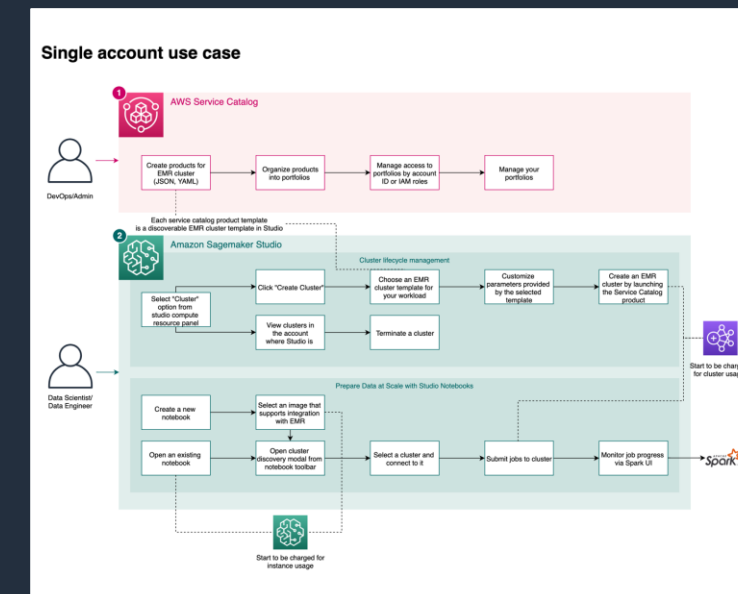 Single account use case
1
AWS Service Catalog
Create products for
EMR cluster
(JSON, YAML)
Organize products
into portfolios
Manage access to
portfolios by account
ID or IAM roles
Manage your
portfolios
DevOps/Admin
Each service catalog product template
is a discoverable EMR cluster template in Studio
2
Amazon Sagemaker Studio
Cluster lifecycle management
Select "Cluster"
option from
studio compute
resource panel
Click "Create Cluster"
Choose an EMR
cluster template for
your workload
Customize
parameters provided
by the selected
template
Create an EMR
cluster by launching
the Service Catalog
product
View clusters in
the account
where Studio is
Terminate a cluster
Start to be char
for cluster usa
Data Scientist/
Data Engineer
Prepare Data at Scale with Studio Notebooks
Create a new
notebook
Select an image that
supports integration
with EMR
Open an existing
notebook
Open cluster
discovery modal from
notebook toolbar
Select a cluster and
connect to it
Submit jobs to cluster
Monitor job progress
via Spark UI
Spark
Start to be charged for
instance usage